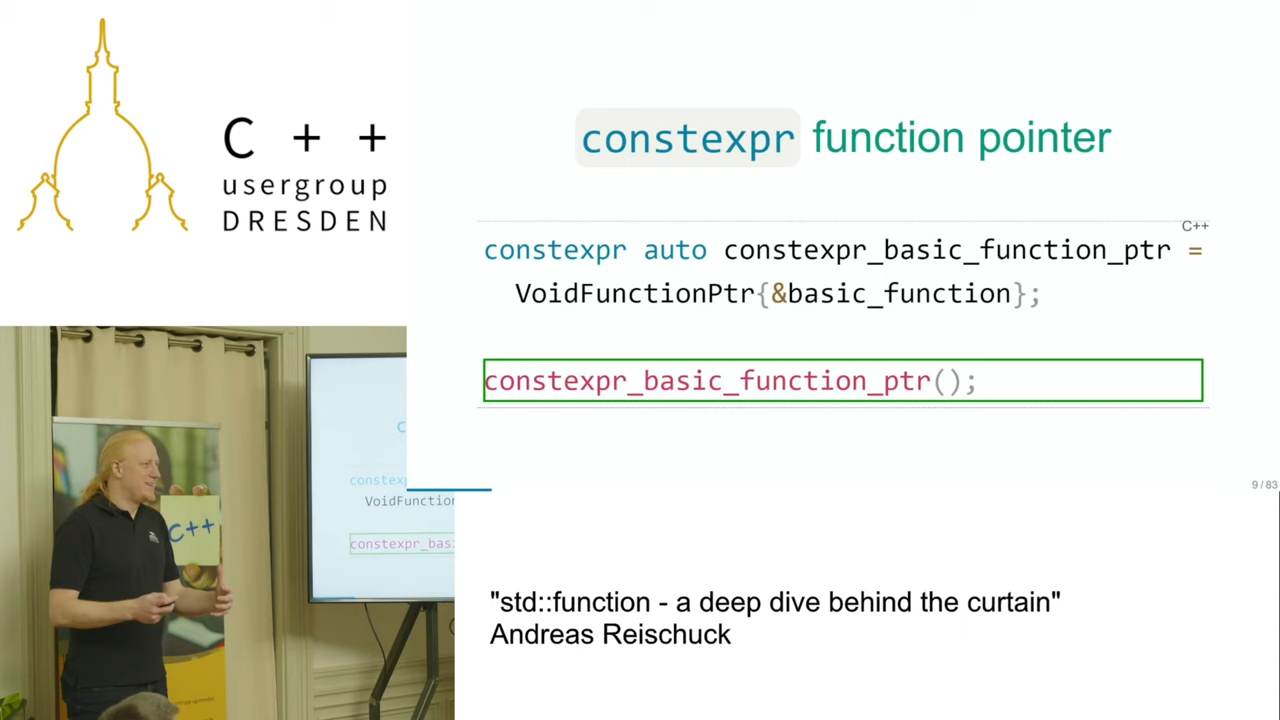 C + +
usergroup
DRESDEN
constexpr function pointer
C++
constexpr auto constexpr_basic_function_ptr =
VoidFunctionPtr{&basic_function};
constexpr_basic_function_ptr();
9 / 83
C++
"std::function - a deep dive behind the curtain"
Andreas Reischuck